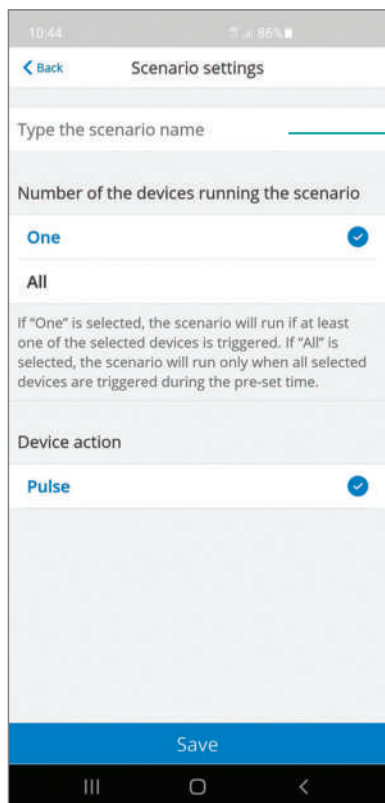 10:44 86%
Back Scenario settings
Type the scenario name
Number of the devices running the scenario
One
All
If "One" is selected, the scenario will run if at least
one of the selected devices is triggered. If "All" is
selected, the scenario will run only when all selected
devices are triggered during the pre-set time.
Device action
Pulse
Save